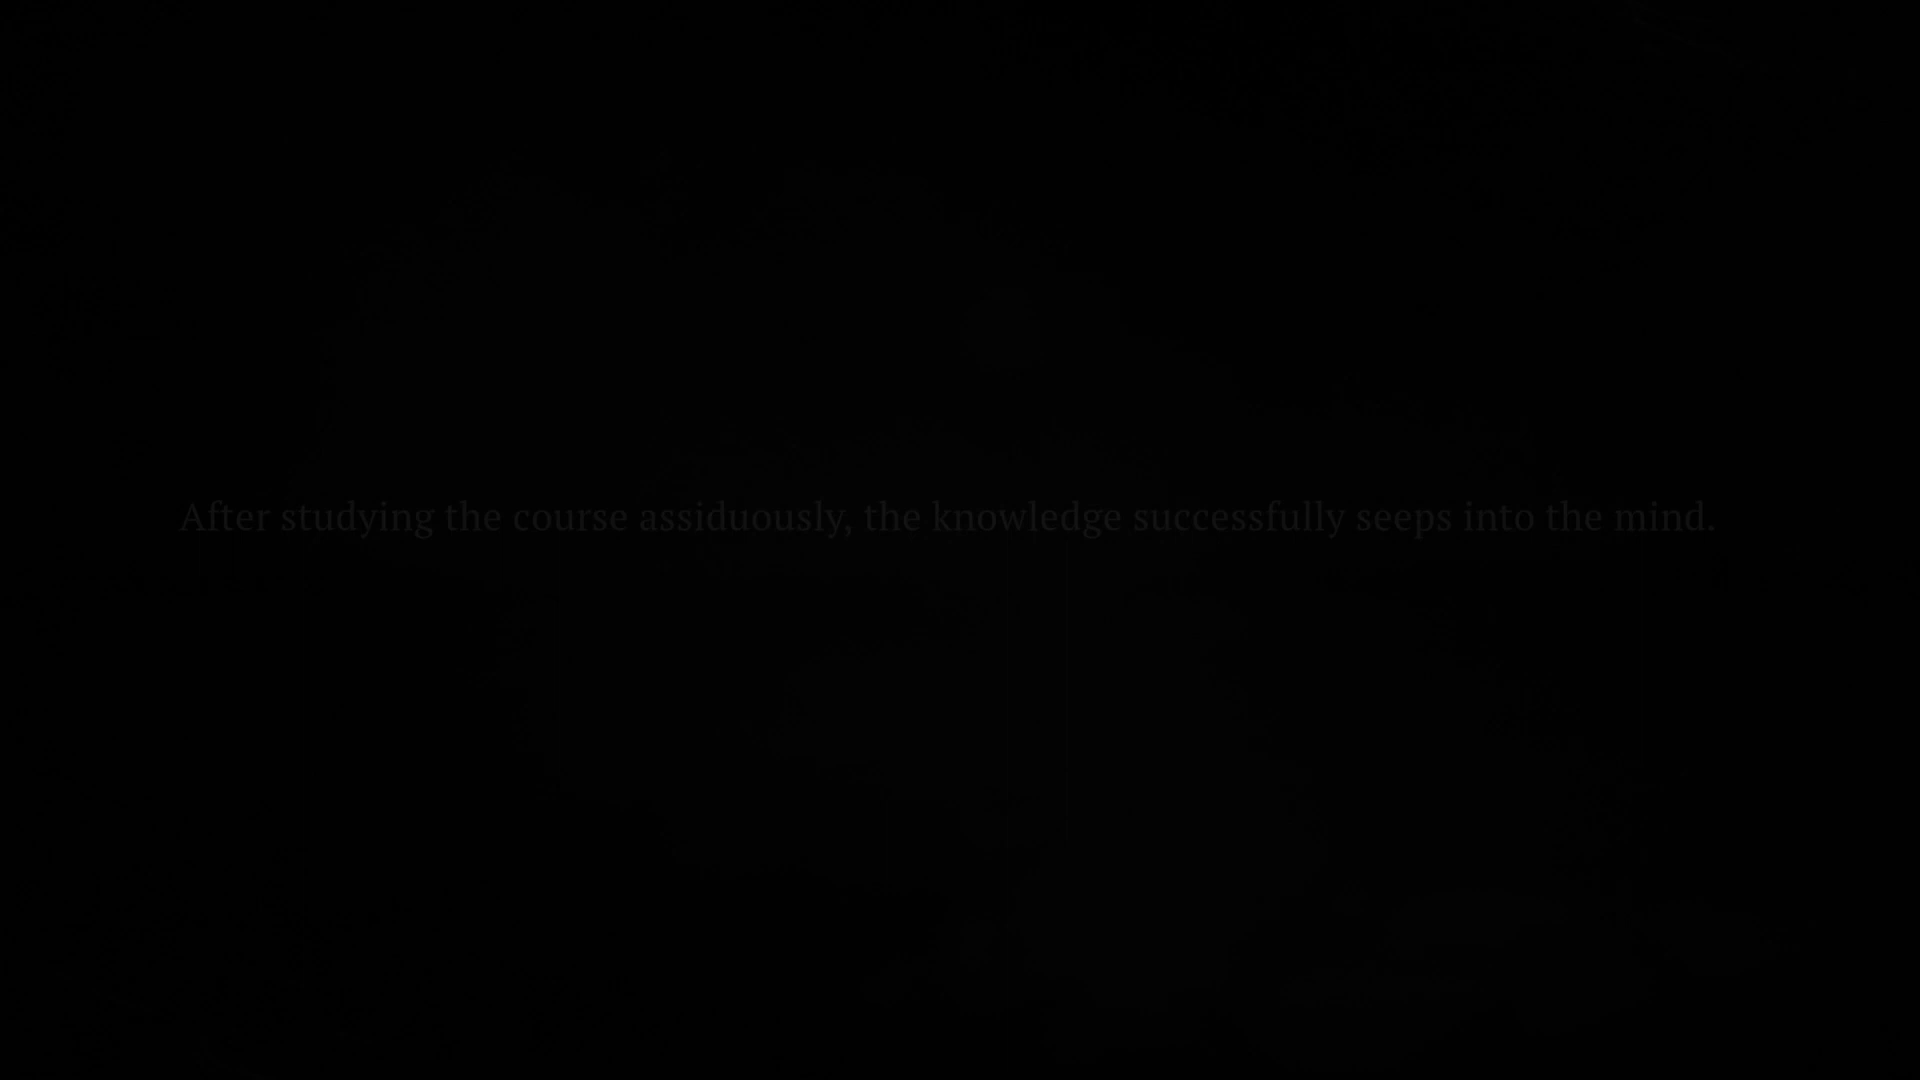 After studying the course assiduously, the knowledge successfully seeps into the mind.